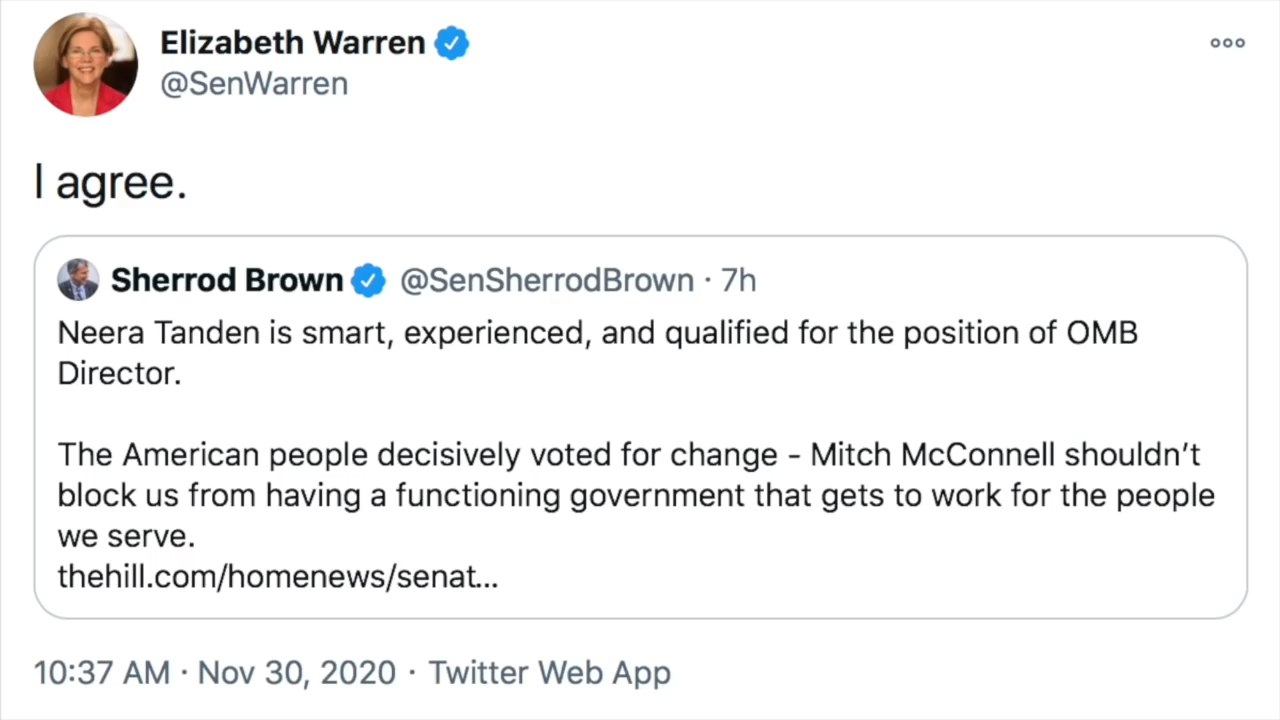 Elizabeth Warren
@SenWarren
I agree.
Sherrod Brown @SenSherrodBrown · 7h
Neera Tanden is smart, experienced, and qualified for the position of OMB
Director.
The American people decisively voted for change - Mitch McConnell shouldn’t
block us from having a functioning government that gets to work for the people
we serve.
thehill.com/homenews/senat...
10:37 AM · Nov 30, 2020 · Twitter Web App